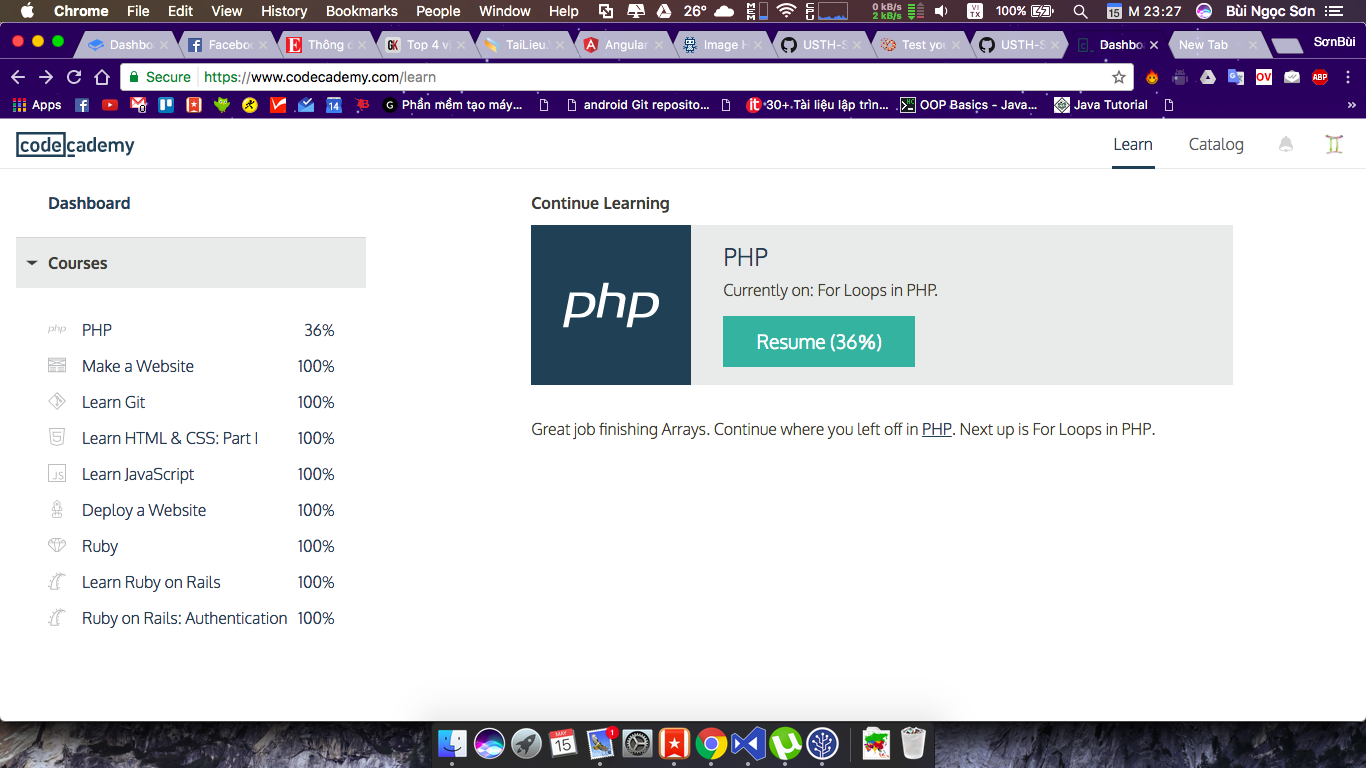 Chrome File Edit View History Bookmarks People Window Help 26° 0 kB/s 2 kB/s VI TX 100% 15 M 23:27 Bùi Ngọc Sơn
Dashbo Facebo Thông Top 4 v TaiLieu. Angular Image USTH-S Test you USTH-S Dashbo New Tab SơnBùi
Secure https://www.codecademy.com/learn
Apps Phần mềm tạo máy... android Git reposito... 30+ Tài liệu lập trìn... OOP Basics - Java... Java Tutorial »
codecademy Learn Catalog
Dashboard
Courses
PHP 36%
Make a Website 100%
Learn Git 100%
Learn HTML & CSS: Part I 100%
Learn JavaScript 100%
Deploy a Website 100%
Ruby 100%
Learn Ruby on Rails 100%
Ruby on Rails: Authentication 100%
Continue Learning
php
PHP
Currently on: For Loops in PHP.
Resume (36%)
Great job finishing Arrays. Continue where you left off in PHP. Next up is For Loops in PHP.
MAY
15
1